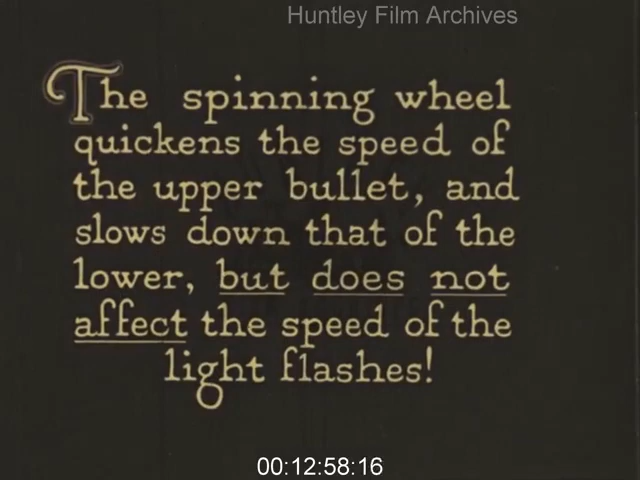 Huntley Film Archives
The spinning wheel
quickens the speed of
the upper bullet, and
slows down that of the
lower, but does not
affect the speed of the
light flashes!
00:12:58:16